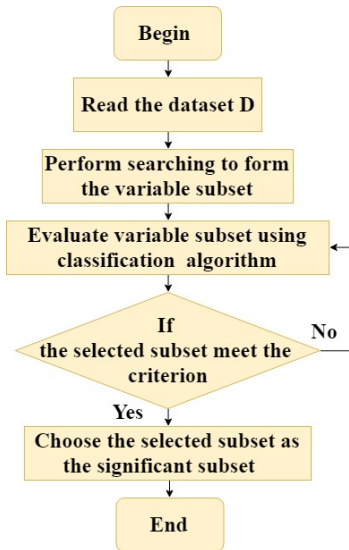 Begin
Read the dataset D
Perform searching to form
the variable subset
Evaluate variable subset using
classification algorithm
If
the selected subset meet the
criterion
No
Yes
Choose the selected subset as
the significant subset
End